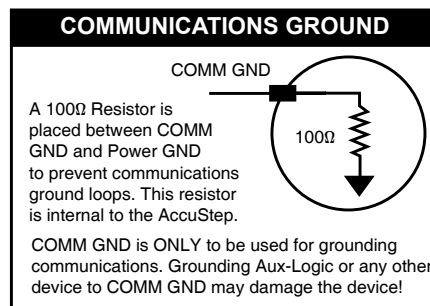 COMMUNICATIONS GROUND
COMM GND
A 100Ω Resistor is
placed between COMM
GND and Power GND
to prevent communications
ground loops. This resistor
is internal to the AccuStep.
100Ω
COMM GND is ONLY to be used for grounding
communications. Grounding Aux-Logic or any other
device to COMM GND may damage the device!